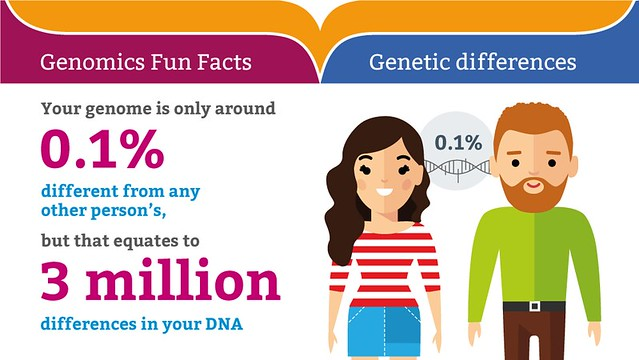 Genomics Fun Facts
Genetic differences
Your genome is only around
0.1%
different from any
other person's,
but that equates to
3 million
differences in your DNA
0.1%